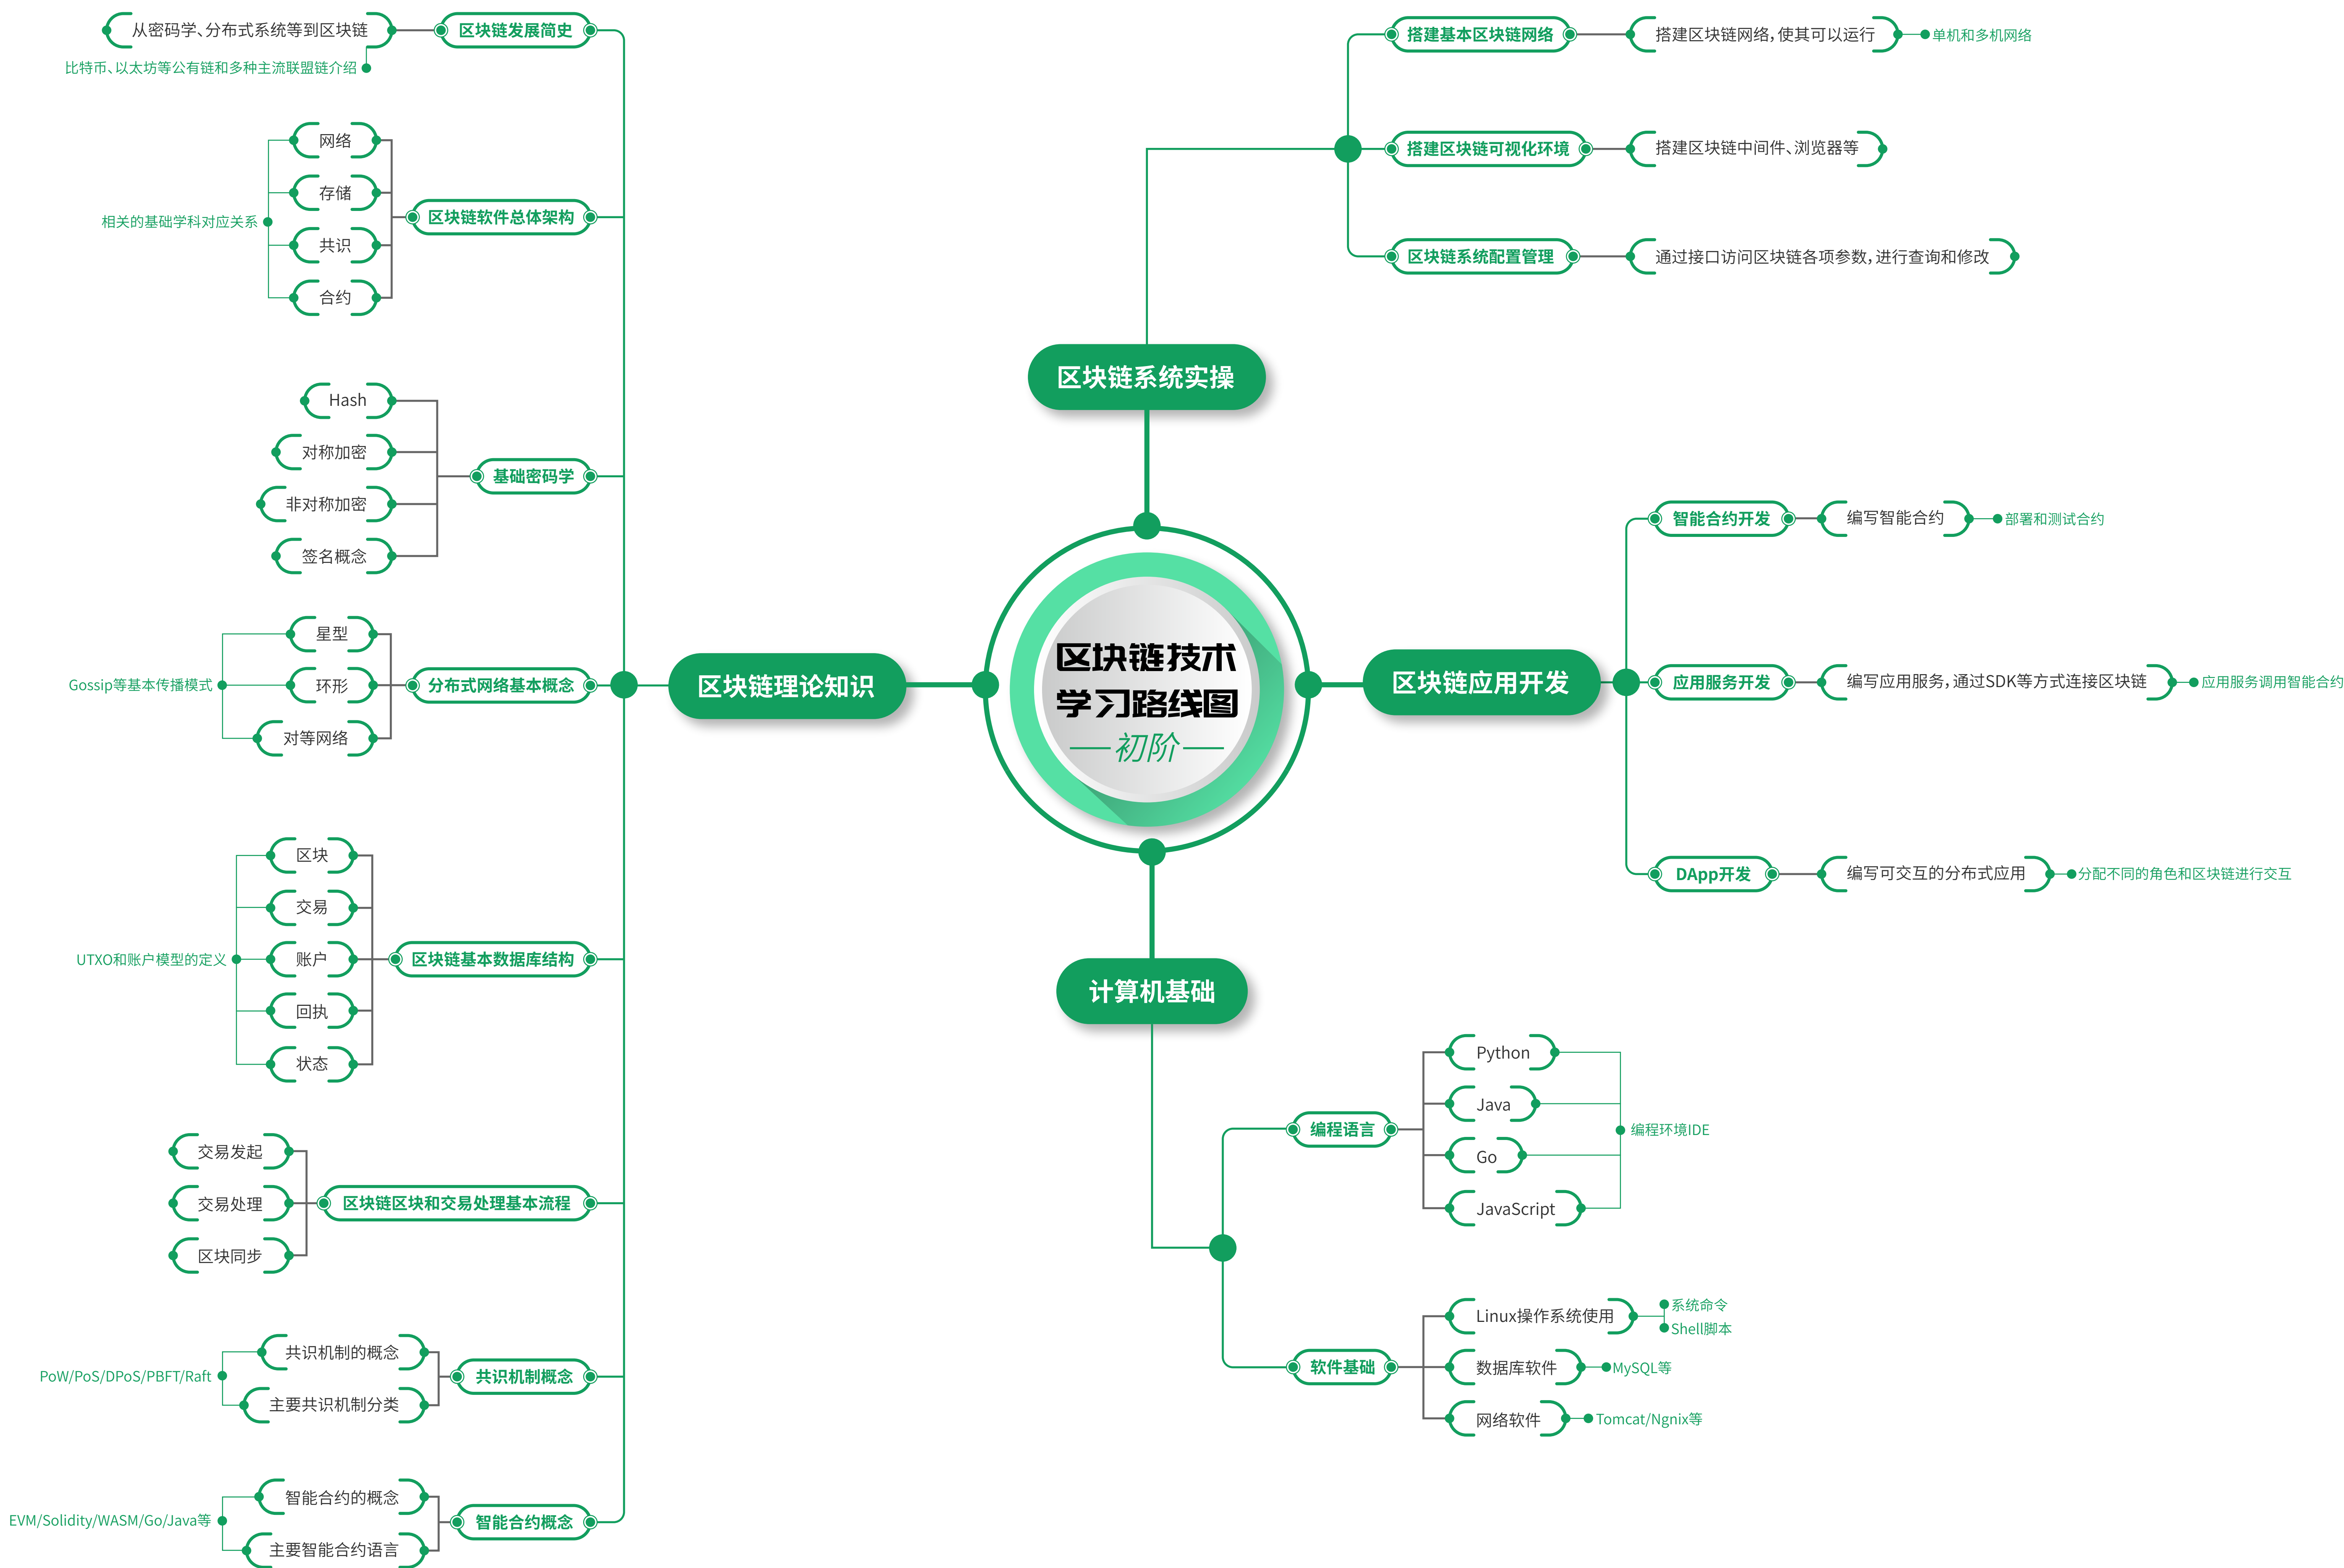 区块链技术
学习路线图
初阶
区块链理论知识
区块链发展简史
从密码学、分布式系统等到区块链
比特币、以太坊等公有链和多种主流联盟链介绍
区块链软件总体架构
网络
存储
共识
合约
相关的基础学科对应关系
基础密码学
Hash
对称加密
非对称加密
签名概念
分布式网络基本概念
星型
环形
对等网络
Gossip等基本传播模式
区块链基本数据库结构
区块
交易
账户
回执
状态
UTXO和账户模型的定义
区块链区块和交易处理基本流程
交易发起
交易处理
区块同步
共识机制概念
共识机制的概念
主要共识机制分类
PoW/PoS/DPoS/PBFT/Raft
智能合约概念
智能合约的概念
主要智能合约语言
EVM/Solidity/WASM/Go/Java等
区块链系统实操
搭建基本区块链网络
搭建区块链网络，使其可以运行
单机和多机网络
搭建区块链可视化环境
搭建区块链中间件、浏览器等
区块链系统配置管理
通过接口访问区块链各项参数，进行查询和修改
区块链应用开发
智能合约开发
编写智能合约
部署和测试合约
应用服务开发
编写应用服务，通过SDK等方式连接区块链
应用服务调用智能合约
DApp开发
编写可交互的分布式应用
分配不同的角色和区块链进行交互
计算机基础
编程语言
Python
Java
Go
JavaScript
编程环境IDE
软件基础
Linux操作系统使用
系统命令
Shell脚本
数据库软件
MySQL等
网络软件
Tomcat/Ngnix等